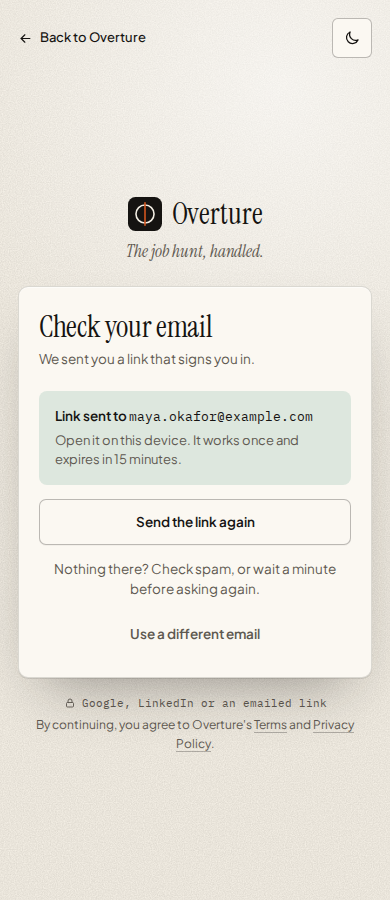 Back to Overture
Overture
The job hunt, handled.
Check your email
We sent you a link that signs you in.
Link sent to maya.okafor@example.com
Open it on this device. It works once and
expires in 15 minutes.
Send the link again
Nothing there? Check spam, or wait a minute
before asking again.
Use a different email
Google, LinkedIn or an emailed link
By continuing, you agree to Overture's Terms and Privacy
Policy.